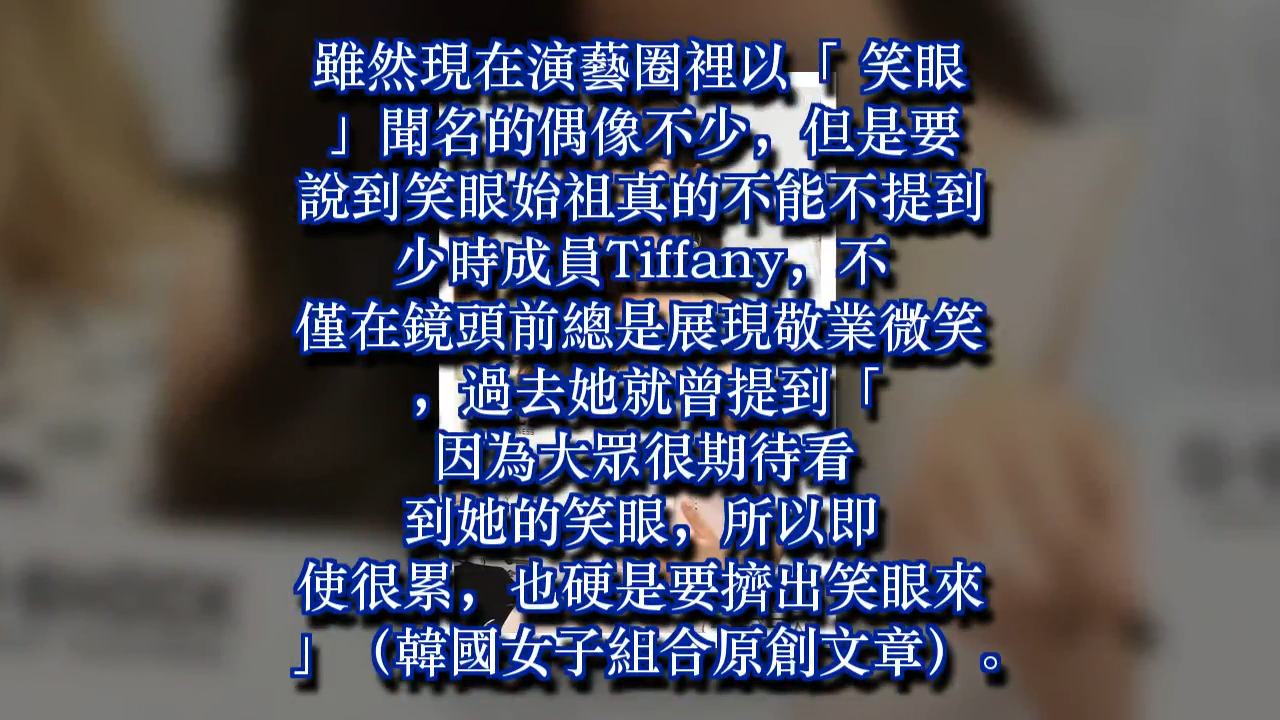 雖然現在演藝圈裡以「 笑眼
」聞名的偶像不少，但是要
說到笑眼始祖真的不能不提到
少時成員Tiffany，不
僅在鏡頭前總是展現敬業微笑
，過去她就曾提到「
因為大眾很期待看
到她的笑眼，所以即
使很累，也硬是要擠出笑眼來
」（韓國女子組合原創文章）。